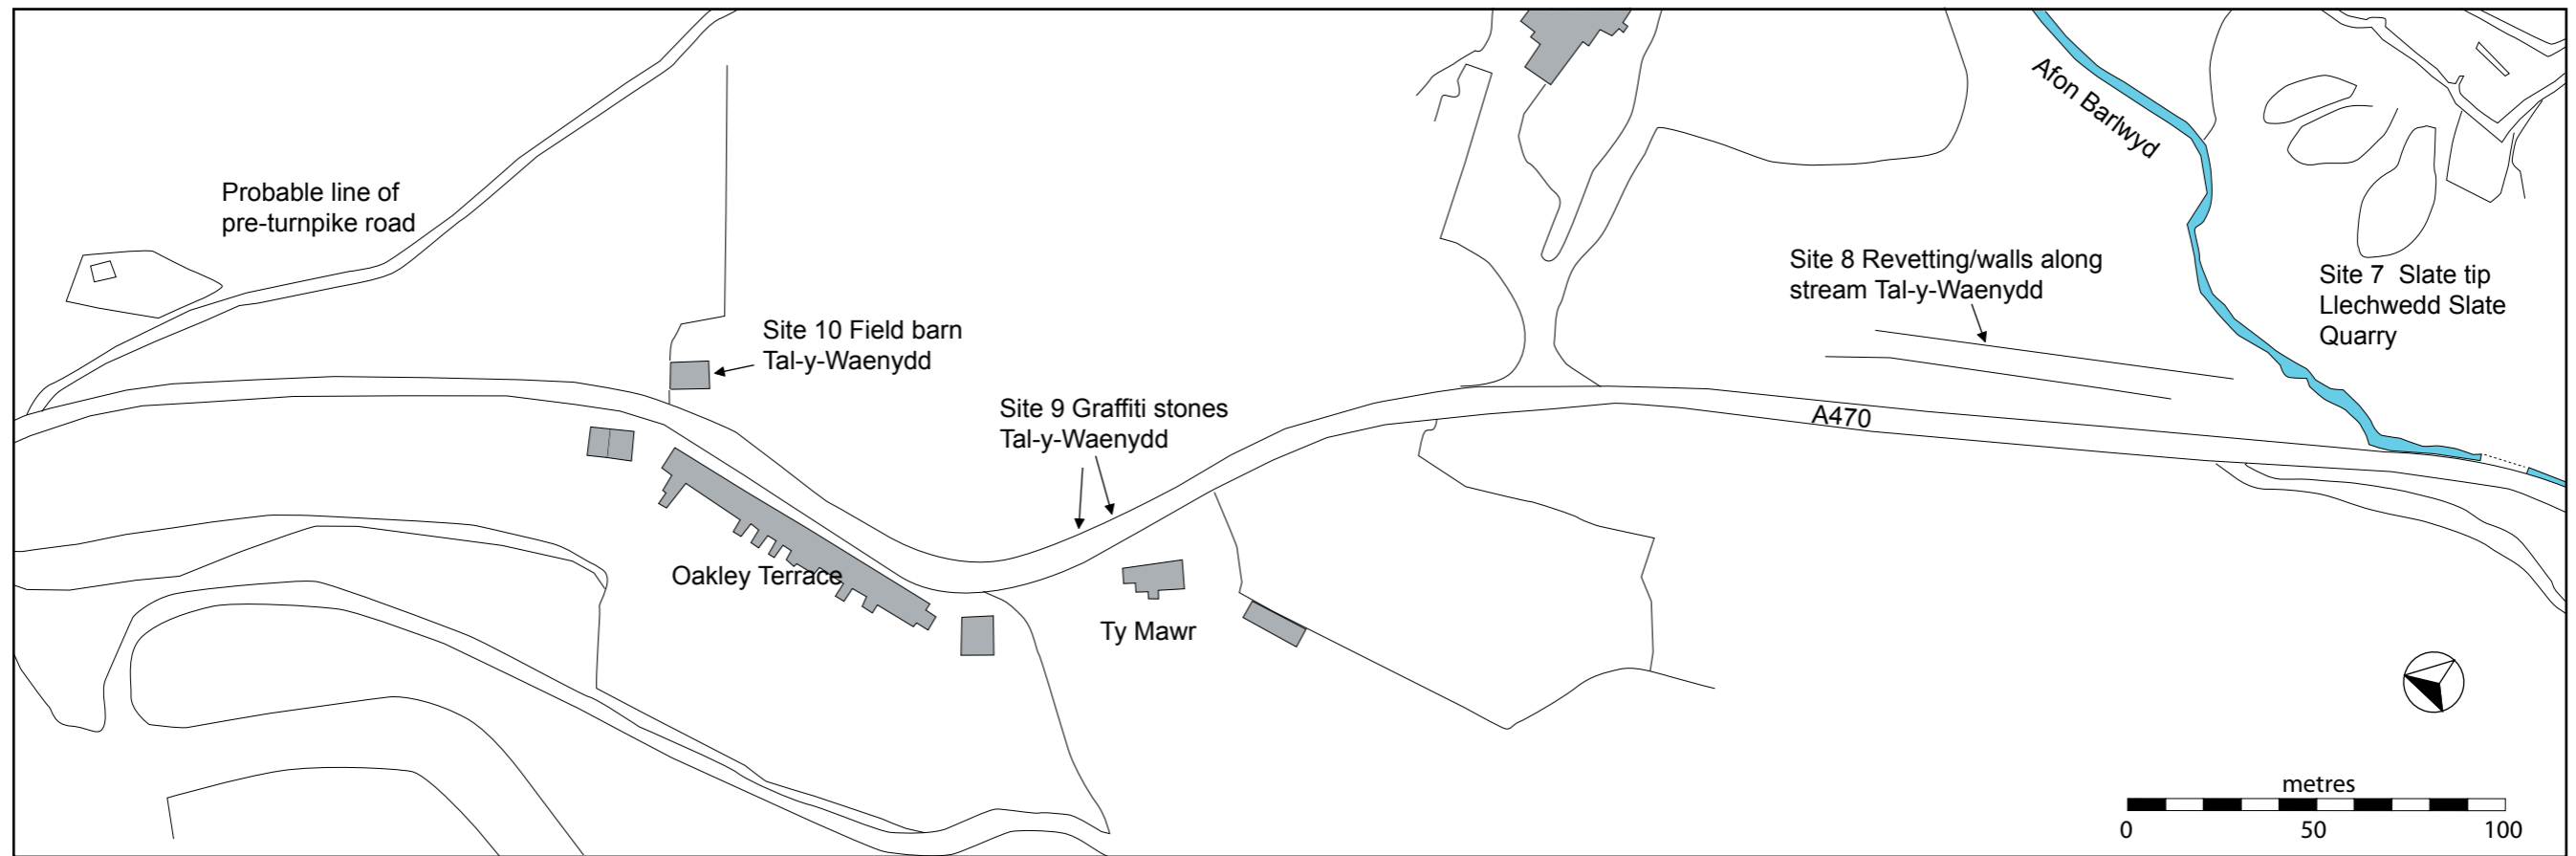 Afon Barlwyd
Probable line of
pre-turnpike road
Site 8 Revetting/walls along
stream Tal-y-Waenydd
Site 7 Slate tip
Llechwedd Slate
Quarry
Site 10 Field barn
Tal-y-Waenydd
Site 9 Graffiti stones
Tal-y-Waenydd
A470
Oakley Terrace
Ty Mawr
metres
0 50 100